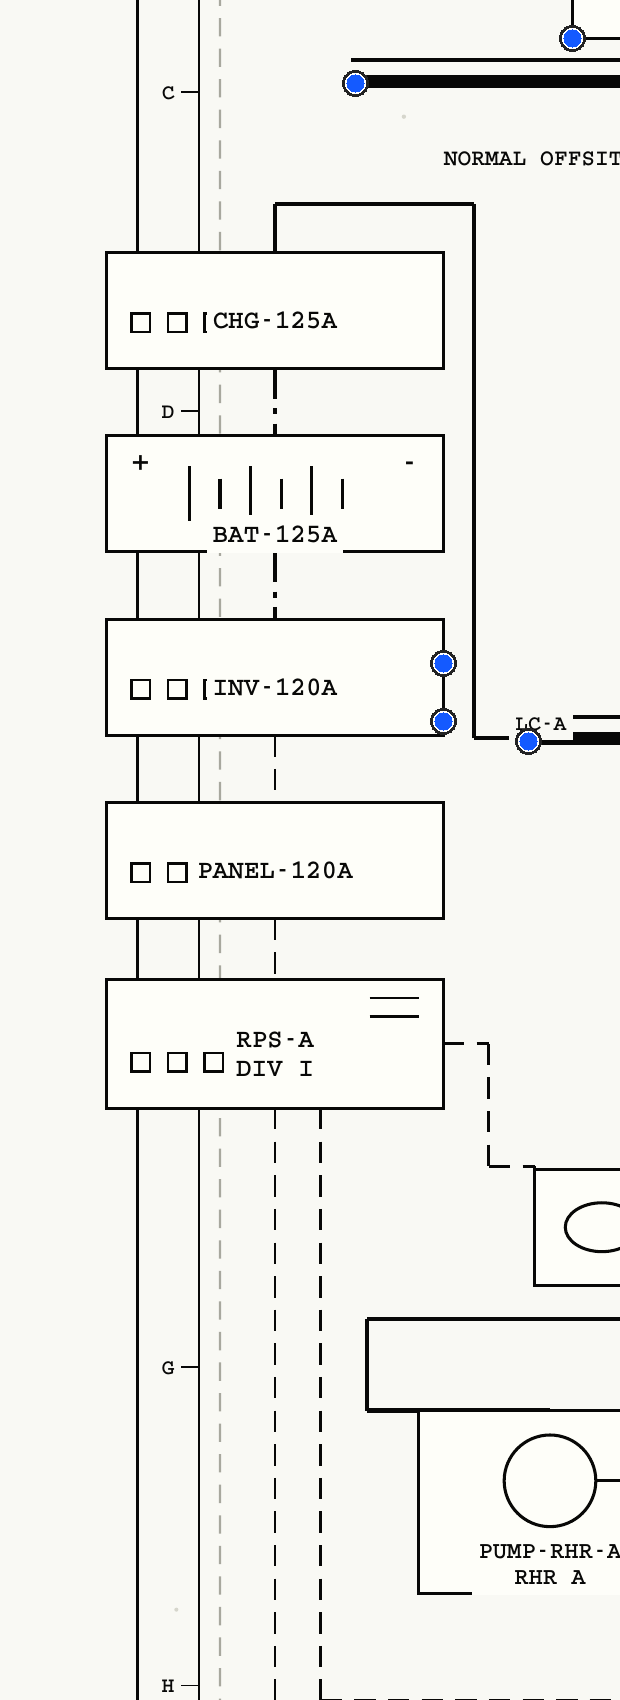 C
NORMAL OFFSIT
CHG-125A
D
+ -
BAT-125A
INV-120A
LC-A
PANEL-120A
RPS-A
DIV I
G
PUMP-RHR-A
RHR A
H